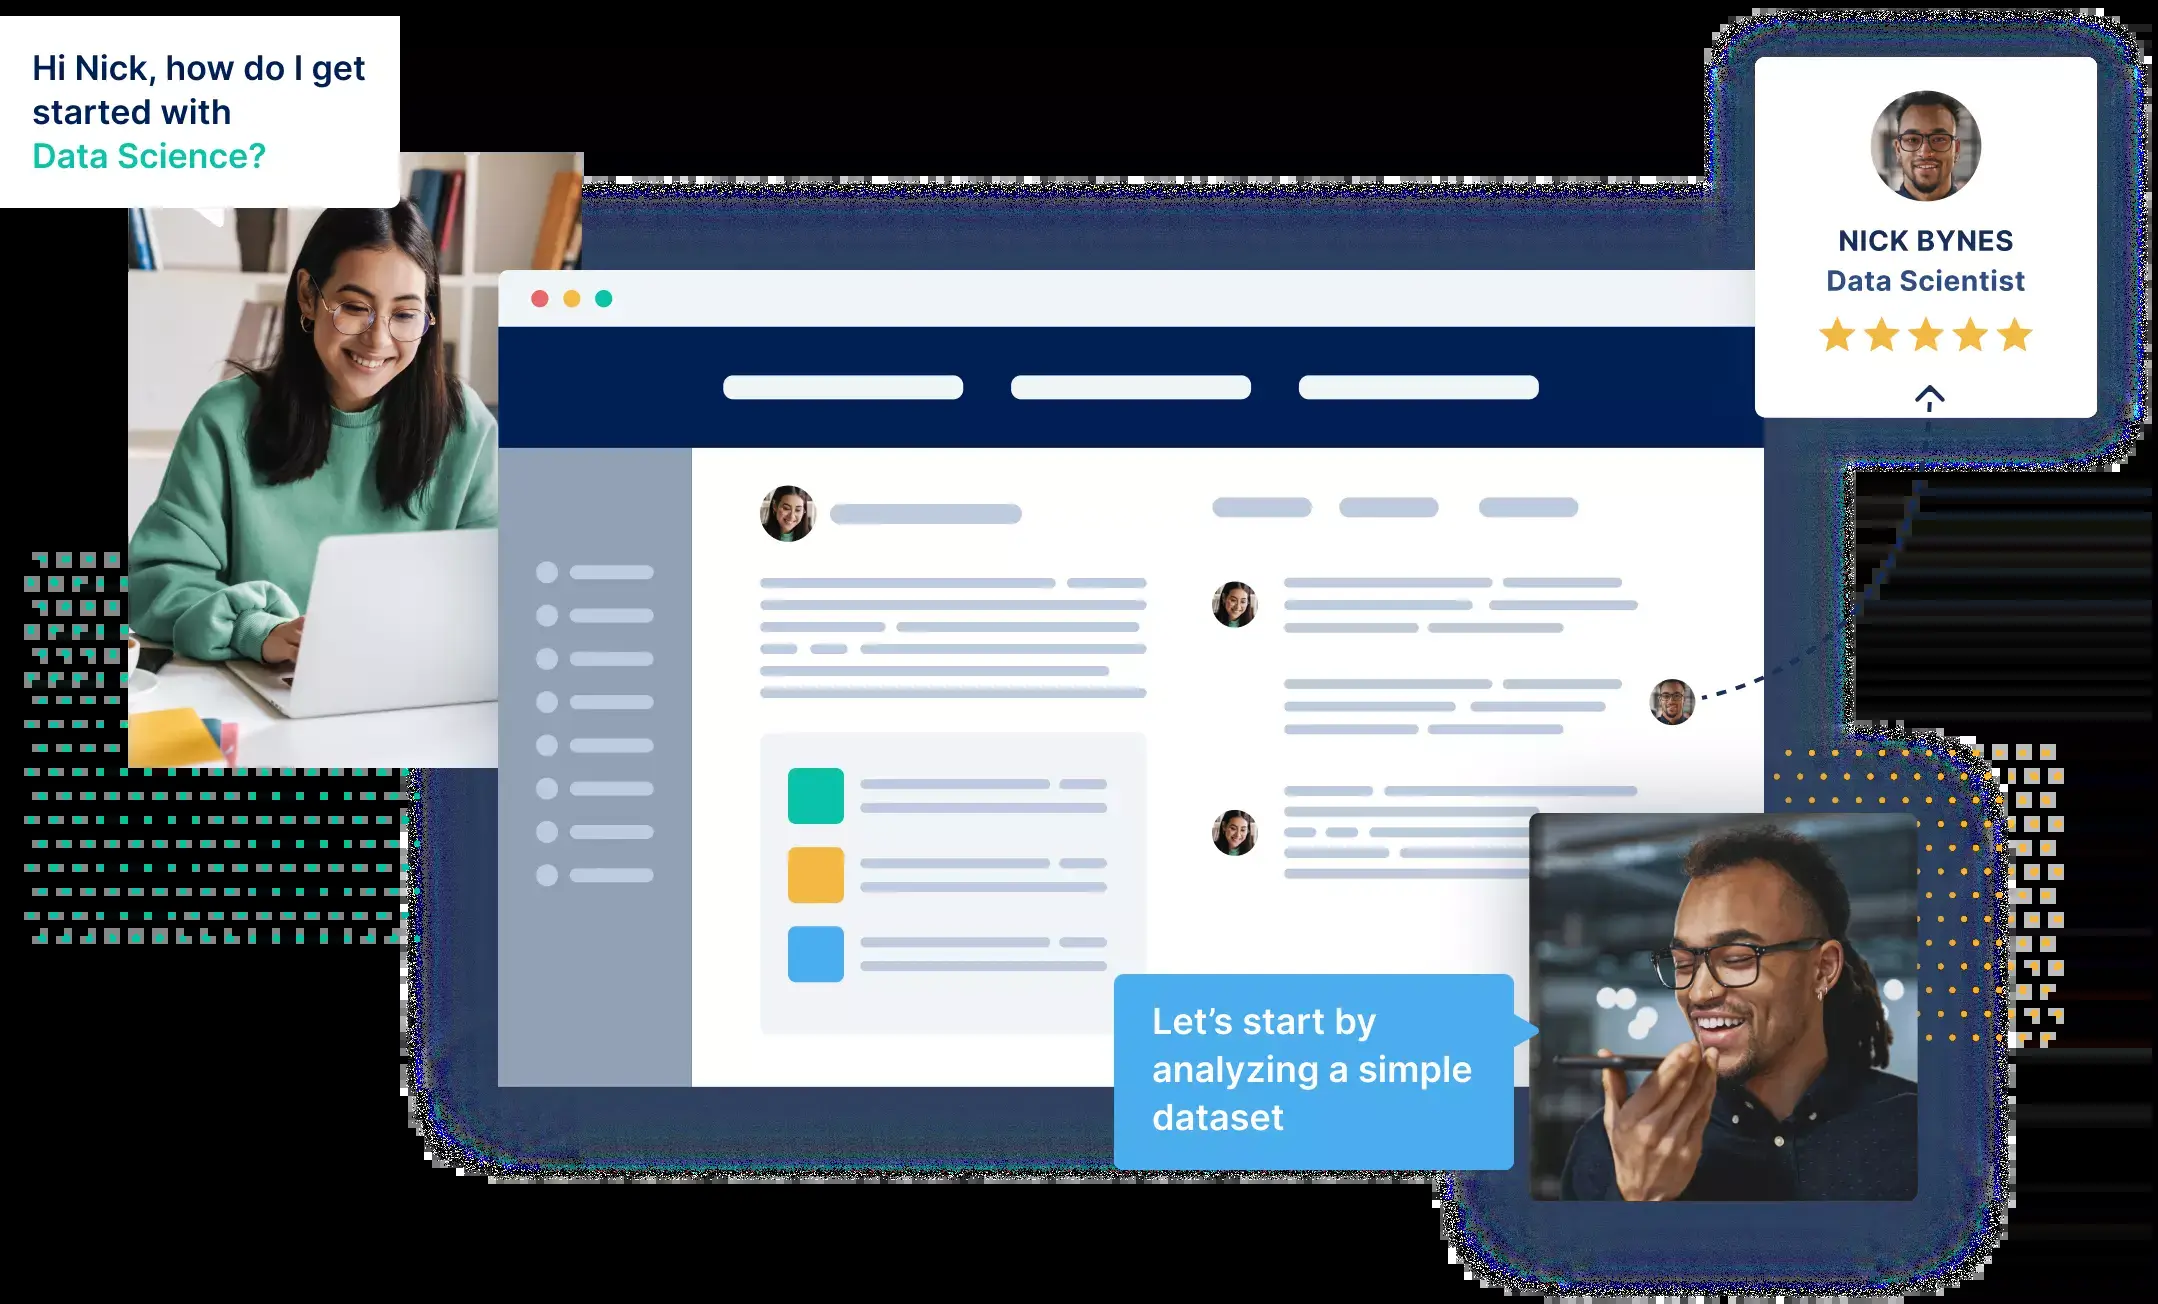 Hi Nick, how do I get
started with
Data Science?
NICK BYNES
Data Scientist
Let’s start by
analyzing a simple
dataset